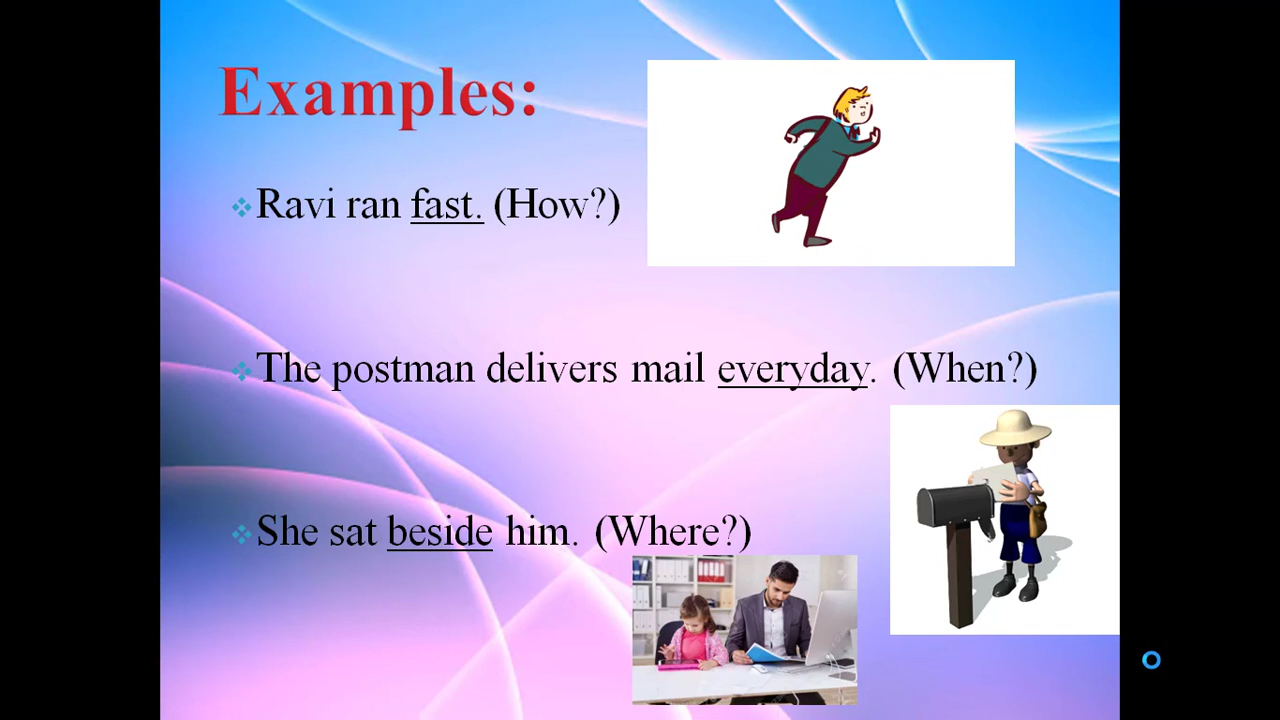 Examples:
Ravi ran fast. (How?)
The postman delivers mail everyday. (When?)
She sat beside him. (Where?)